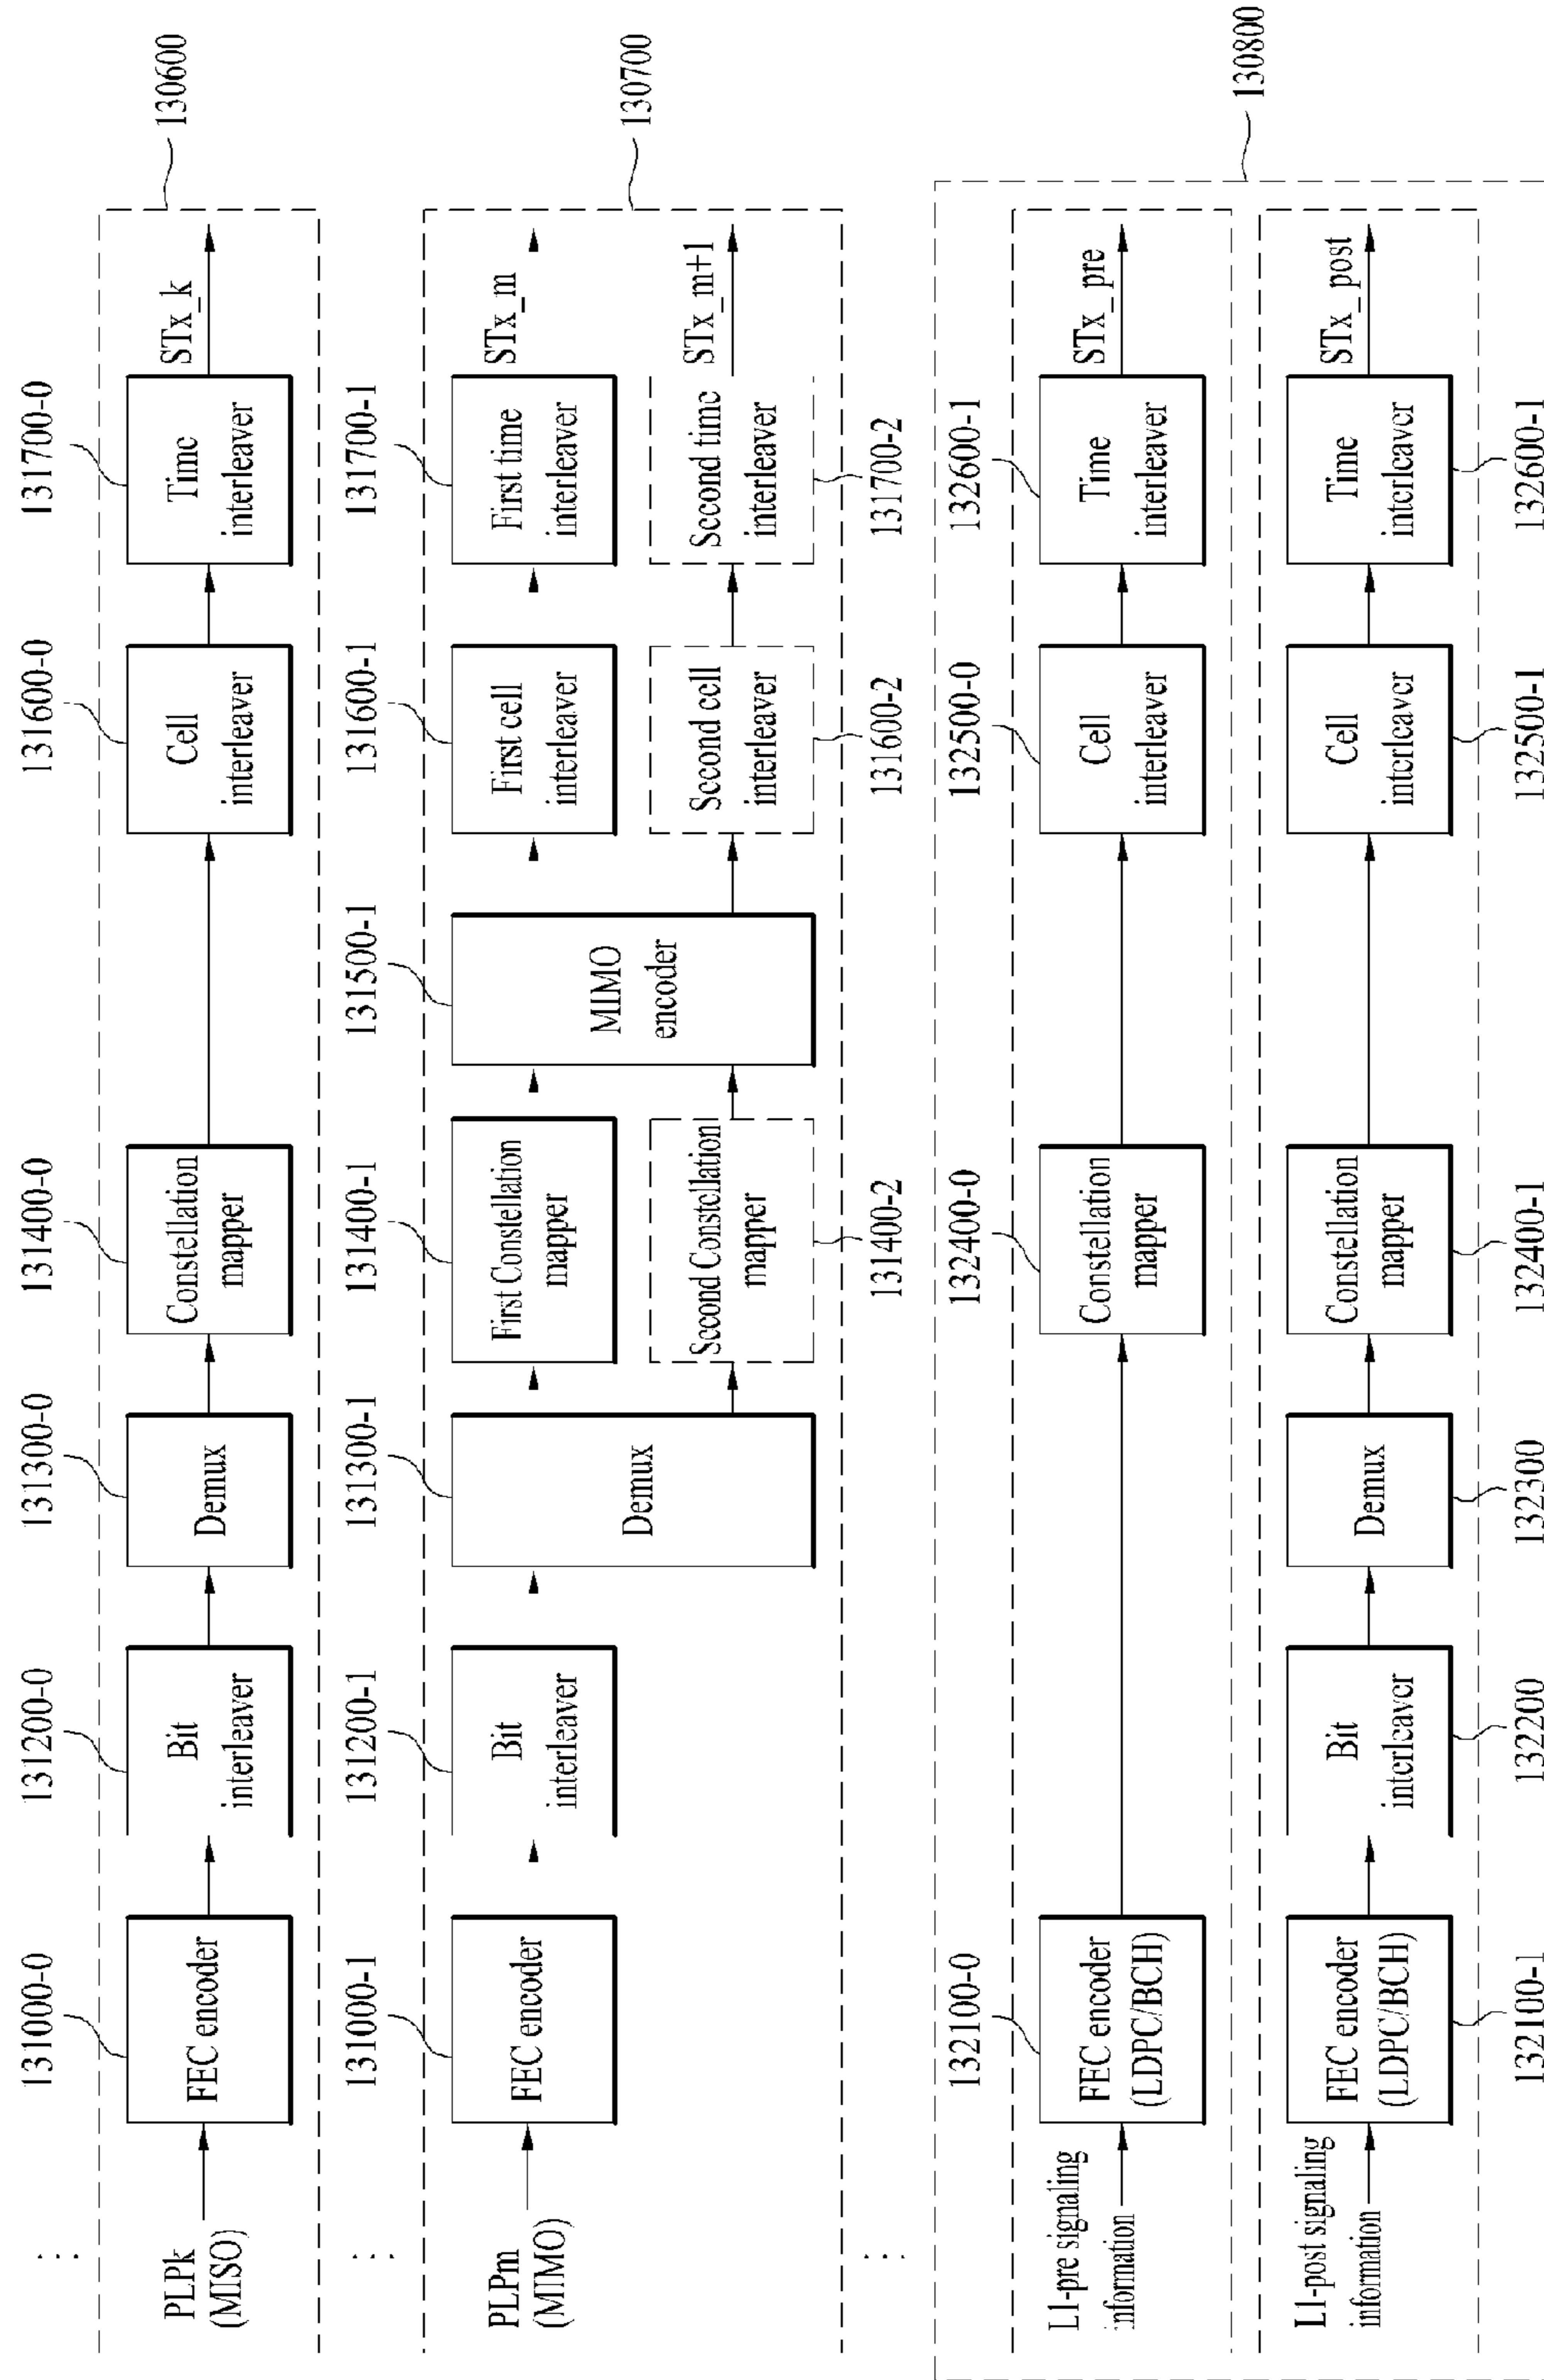 131000-0
131200-0
131300-0
131400-0
131600-0
131700-0
PLPk
(MISO)
FEC encoder
Bit
interleaver
Demux
Constellation
mapper
Cell
interleaver
Time
interleaver
STx_k
130600
131000-1
131200-1
131300-1
131400-1
131500-1
131600-1
131700-1
PLPm
(MIMO)
FEC encoder
Bit
interleaver
Demux
First Constellation
mapper
Second Constellation
mapper
MIMO
encoder
First cell
interleaver
Second cell
interleaver
First time
interleaver
Second time
interleaver
STx_m
STx_m+1
130700
131400-2
131600-2
131700-2
132100-0
132400-0
132500-0
132600-1
L1-pre signaling
information
FEC encoder
(LDPC/BCH)
Constellation
mapper
Cell
interleaver
Time
interleaver
STx_pre
130800
L1-post signaling
information
FEC encoder
(LDPC/BCH)
Bit
interleaver
Demux
Constellation
mapper
Cell
interleaver
Time
interleaver
STx_post
132100-1
132200
132300
132400-1
132500-1
132600-1